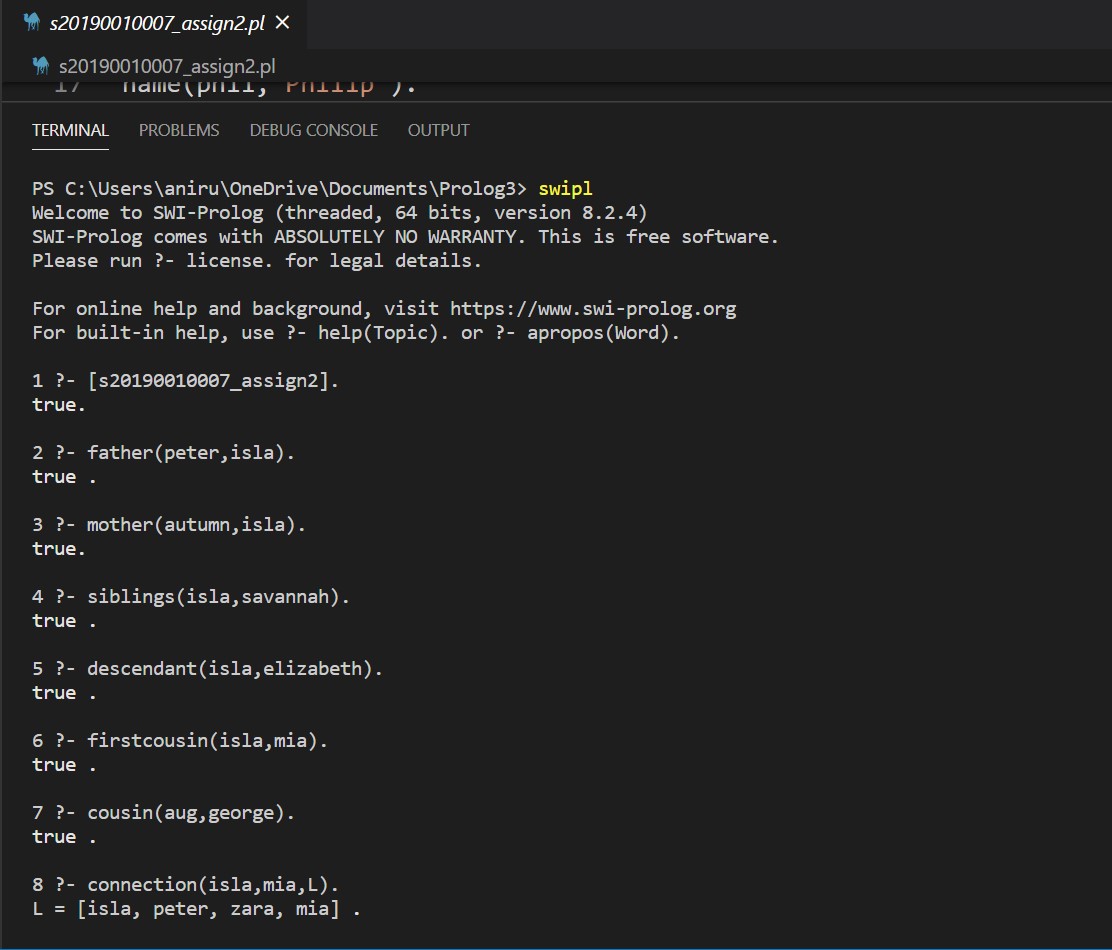 s20190010007_assign2.pl ×
s20190010007_assign2.pl
17 name(phil, 'Philip').
TERMINAL PROBLEMS DEBUG CONSOLE OUTPUT
PS C:\Users\aniru\OneDrive\Documents\Prolog3> swipl
Welcome to SWI-Prolog (threaded, 64 bits, version 8.2.4)
SWI-Prolog comes with ABSOLUTELY NO WARRANTY. This is free software.
Please run ?- license. for legal details.
For online help and background, visit https://www.swi-prolog.org
For built-in help, use ?- help(Topic). or ?- apropos(Word).
1 ?- [s20190010007_assign2].
true.
2 ?- father(peter,isla).
true .
3 ?- mother(autumn,isla).
true.
4 ?- siblings(isla,savannah).
true .
5 ?- descendant(isla,elizabeth).
true .
6 ?- firstcousin(isla,mia).
true .
7 ?- cousin(aug,george).
true .
8 ?- connection(isla,mia,L).
L = [isla, peter, zara, mia] .